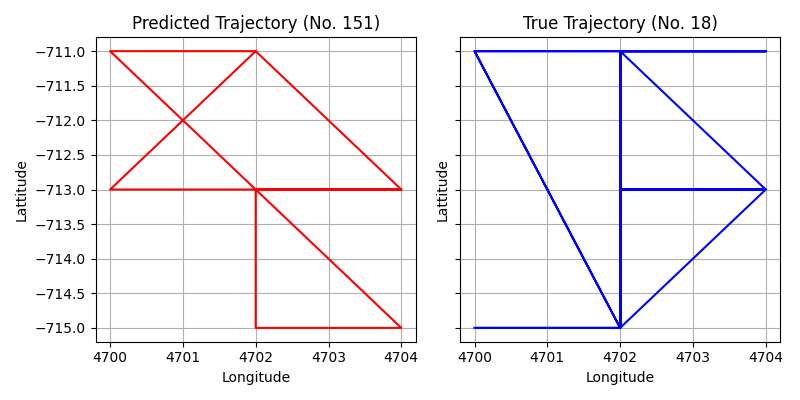 Predicted Trajectory (No. 151)
True Trajectory (No. 18)
Lattitude
−711.0
−711.5
−712.0
−712.5
−713.0
−713.5
−714.0
−714.5
−715.0
4700 4701 4702 4703 4704
Longitude
Lattitude
4700 4701 4702 4703 4704
Longitude